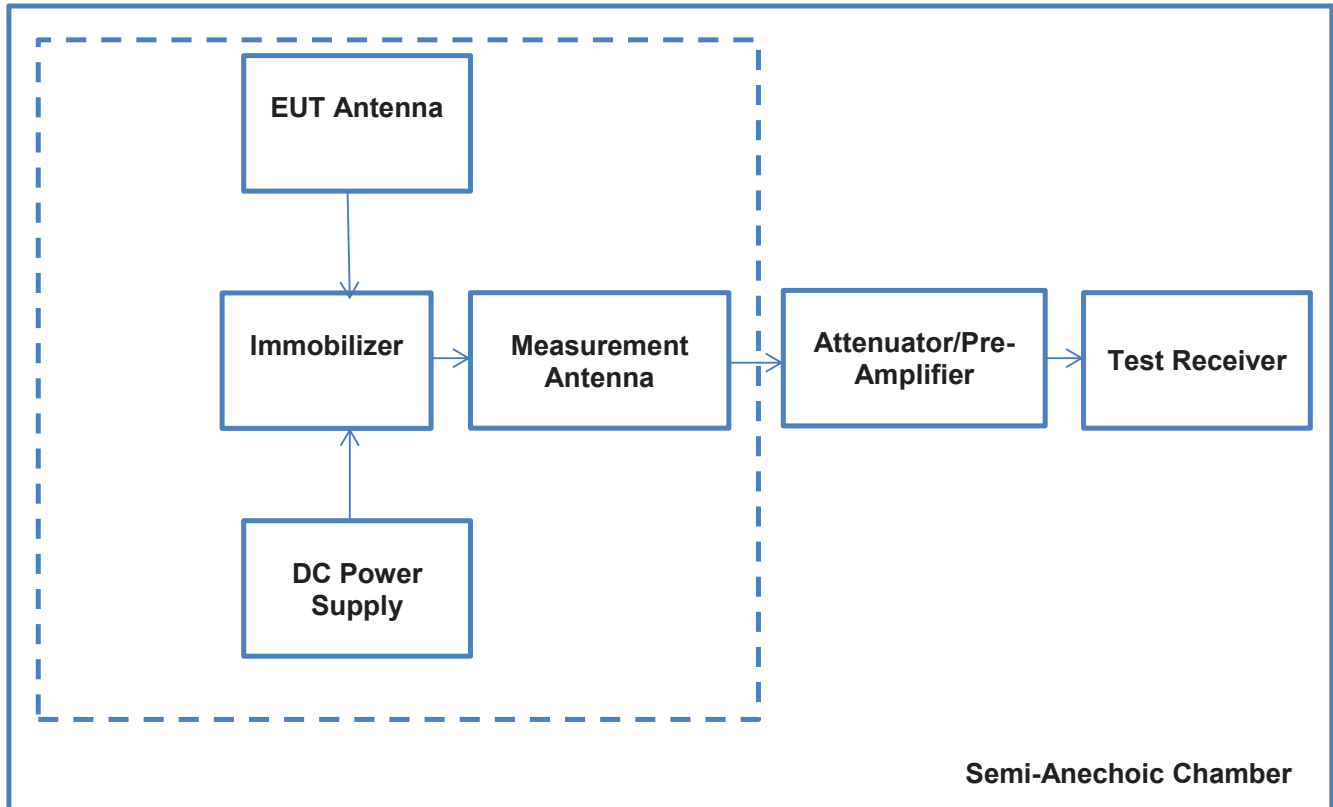 EUT Antenna
Immobilizer
Measurement
Antenna
Attenuator/Pre-
Amplifier
Test Receiver
DC Power
Supply
Semi-Anechoic Chamber